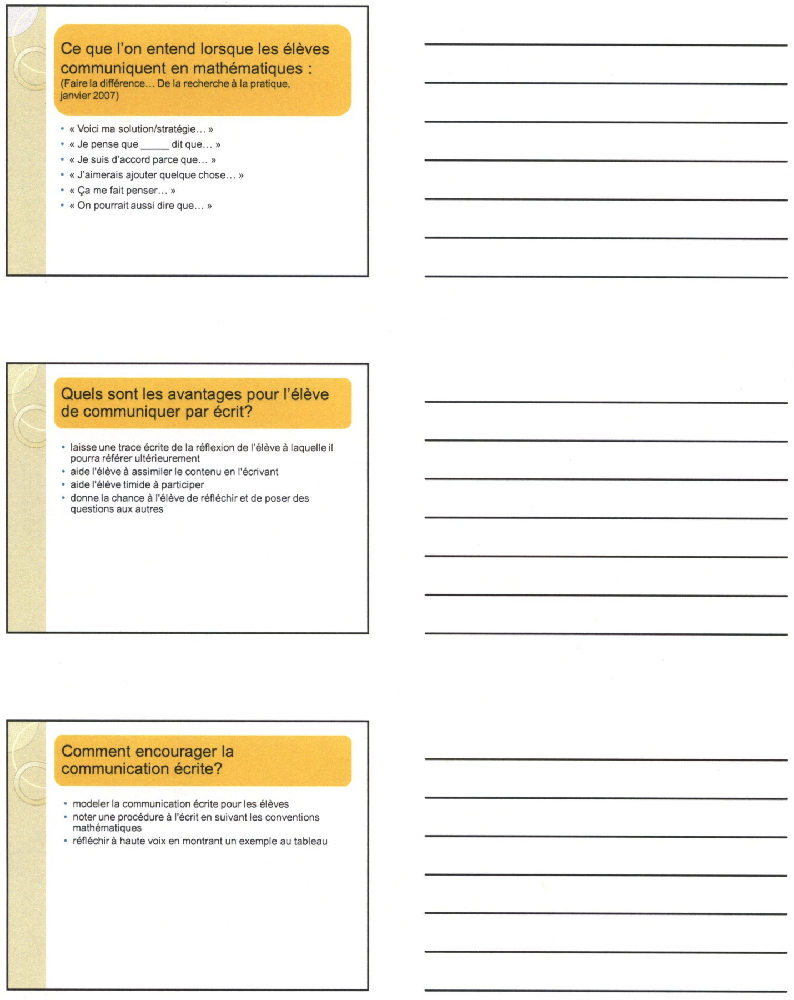 Ce que l'on entend lorsque les élèves
communiquent en mathématiques :
(Faire la différence... De la recherche à la pratique,
janvier 2007)
• « Voici ma solution/stratégie... »
• « Je pense que _____ dit que... »
• « Je suis d'accord parce que... »
• « J'aimerais ajouter quelque chose... »
• « Ça me fait penser... »
• « On pourrait aussi dire que... »
Quels sont les avantages pour l'élève
de communiquer par écrit?
• laisse une trace écrite de la réflexion de l'élève à laquelle il
pourra référer ultérieurement
• aide l'élève à assimiler le contenu en l'écrivant
• aide l'élève timide à participer
• donne la chance à l'élève de réfléchir et de poser des
questions aux autres
Comment encourager la
communication écrite?
• modeler la communication écrite pour les élèves
• noter une procédure à l'écrit en suivant les conventions
mathématiques
• réfléchir à haute voix en montrant un exemple au tableau